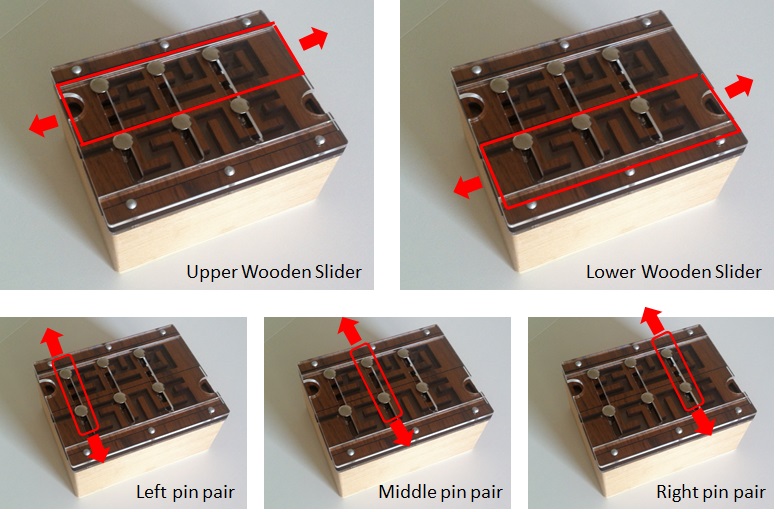 Upper Wooden Slider
Lower Wooden Slider
Left pin pair
Middle pin pair
Right pin pair